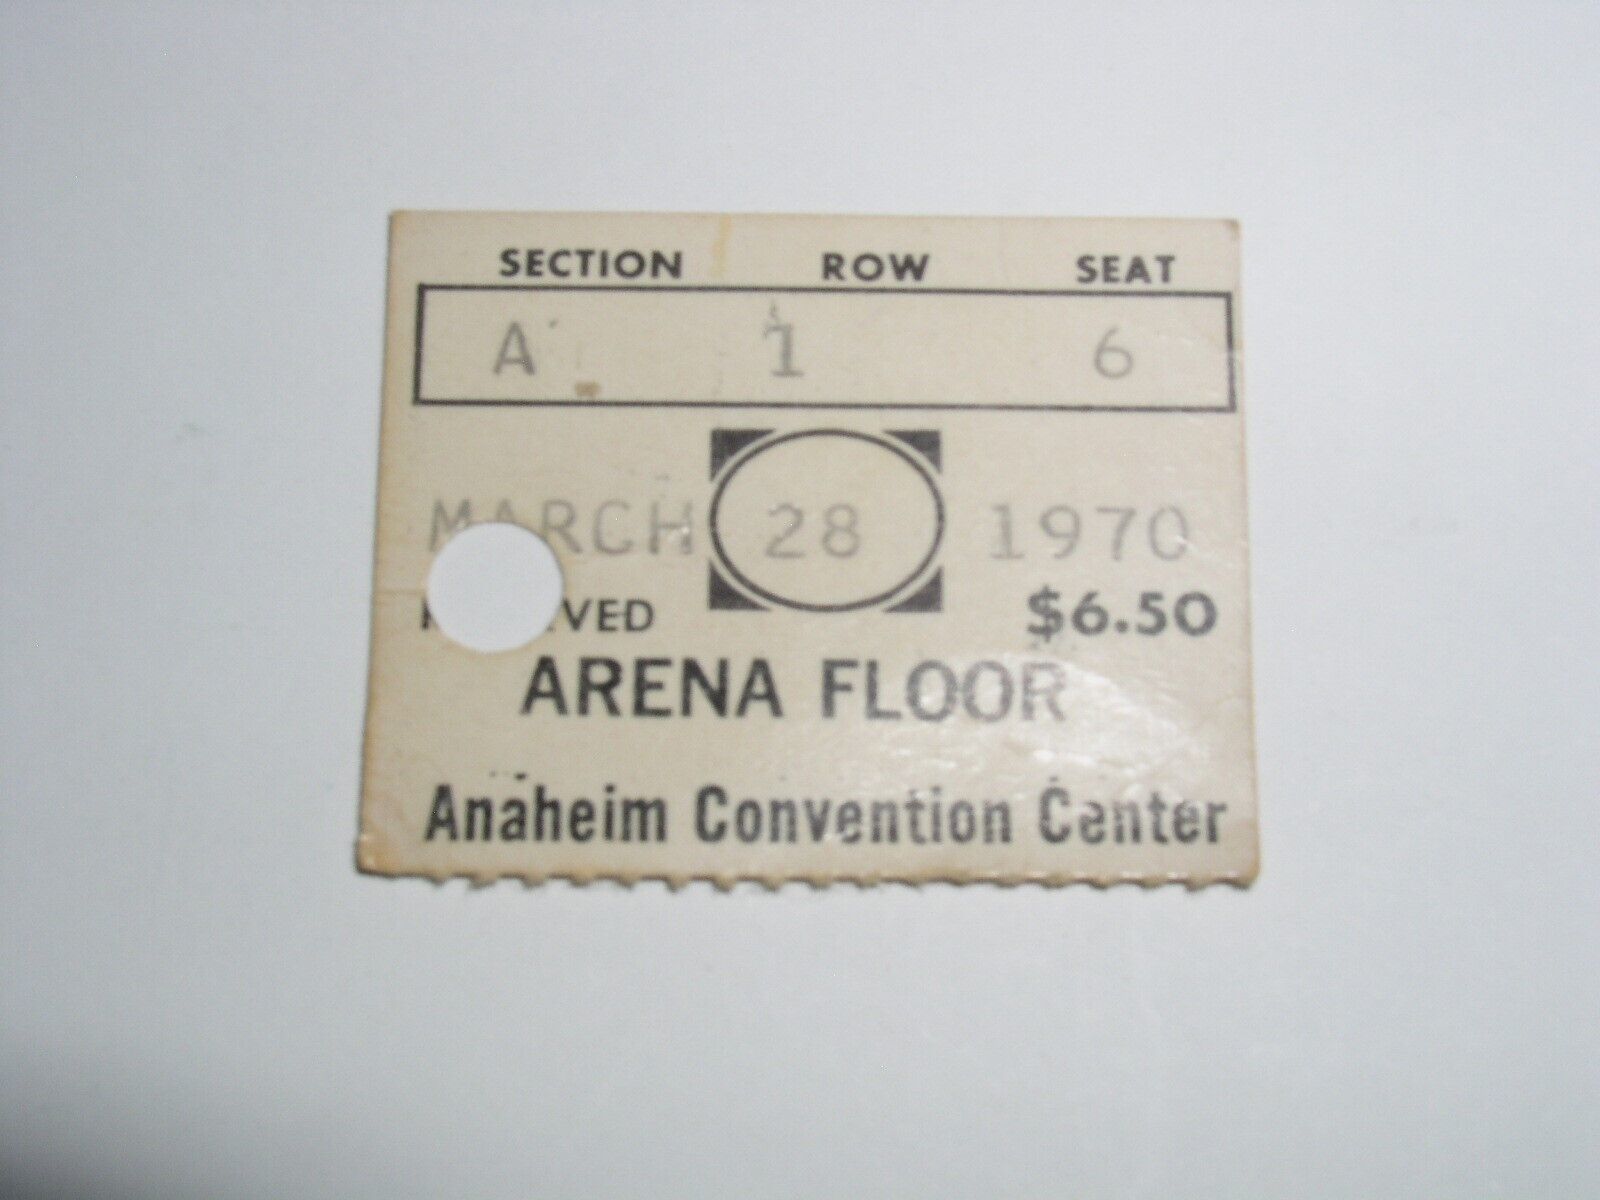 SECTION ROW SEAT
A 1 6
MARCH 28 1970
$6.50
ARENA FLOOR
Anaheim Convention Center